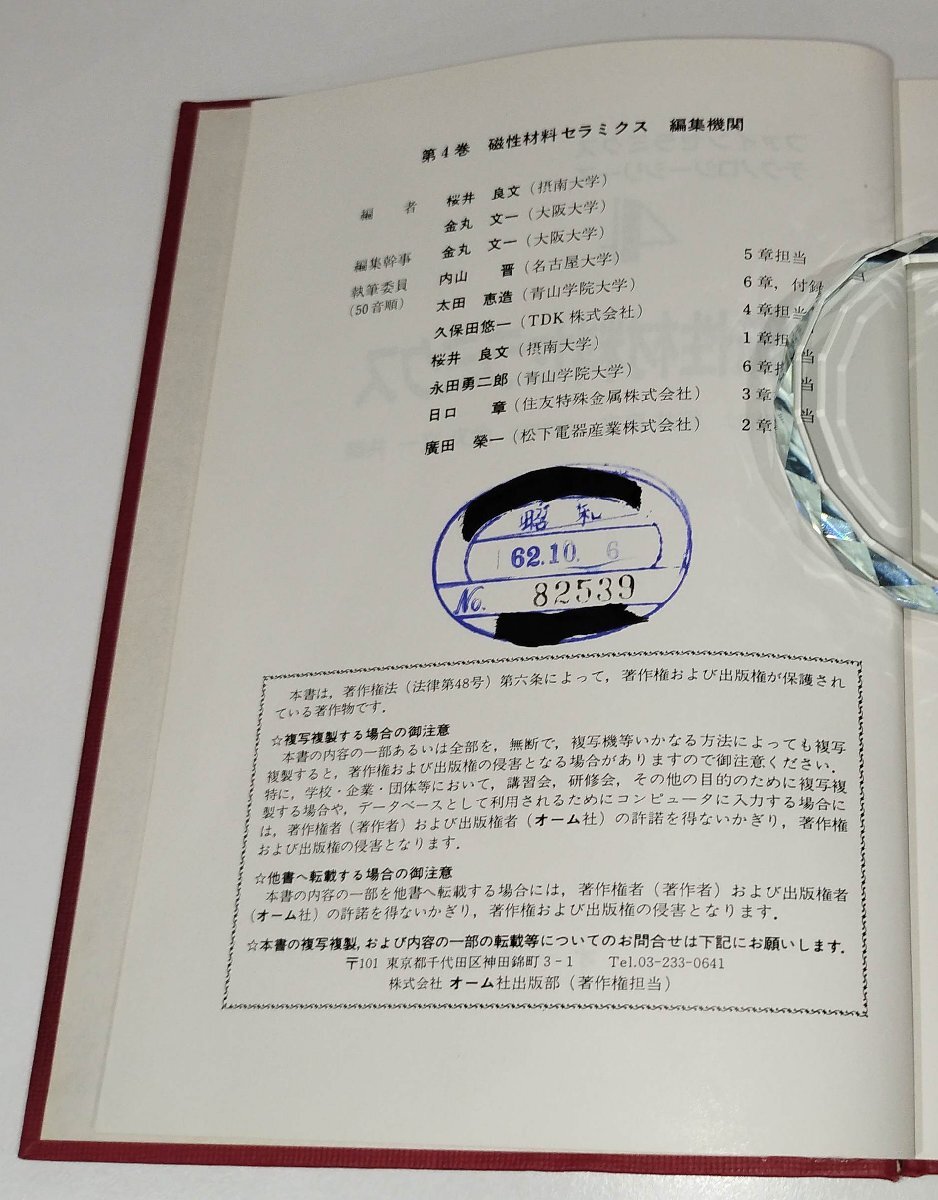 第4巻 磁性材料セラミクス 編集機関
編者 桜井 良文(摂南大学)
金丸 文一(大阪大学)
編集幹事 金丸 文一(大阪大学)
執筆委員 内山 晋(名古屋大学) 5章担当
(50音順) 太田 恵造(青山学院大学) 6章,付録
久保田悠一(TDK株式会社) 4章担当
桜井 良文(摂南大学) 1章担当
永田勇二郎(青山学院大学) 6章担当
日口 章(住友特殊金属株式会社) 3章担当
廣田 榮一(松下電器産業株式会社) 2章担当
昭和
62.10.6
No. 82539
本書は,著作権法(法律第48号)第六条によって,著作権および出版権が保護され
ている著作物です.
☆複写複製する場合の御注意
本書の内容の一部あるいは全部を,無断で,複写機等いかなる方法によっても複写
複製すると,著作権および出版権の侵害となる場合がありますので御注意ください.
特に,学校・企業・団体等において,講習会,研修会,その他の目的のために複写複
製する場合や,データベースとして利用されるためにコンピュータに入力する場合に
は,著作権者(著作者)および出版権者(オーム社)の許諾を得ないかぎり,著作権
および出版権の侵害となります.
☆他書へ転載する場合の御注意
本書の内容の一部を他書へ転載する場合には,著作権者(著作者)および出版権者
(オーム社)の許諾を得ないかぎり,著作権および出版権の侵害となります.
☆本書の複写複製,および内容の一部の転載等についてのお問合せは下記にお願いします.
〒101 東京都千代田区神田錦町3-1 Tel.03-233-0641
株式会社 オーム社出版部(著作権担当)